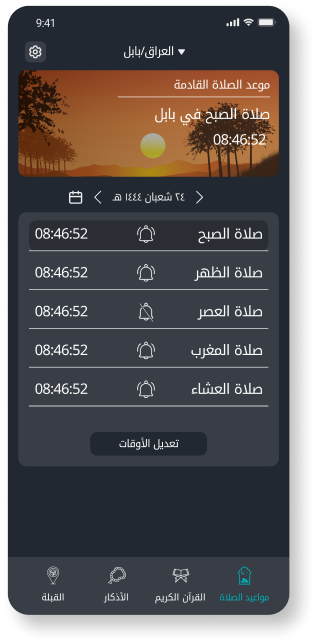 9:41
العراق/بابل
موعد الصلاة القادمة
صلاة الصبح في بابل
08:46:52
٢٤ شعبان ١٤٤٤ هـ
صلاة الصبح 08:46:52
صلاة الظهر 08:46:52
صلاة العصر 08:46:52
صلاة المغرب 08:46:52
صلاة العشاء 08:46:52
تعديل الأوقات
مواعيد الصلاة القرآن الكريم الأذكار القبلة